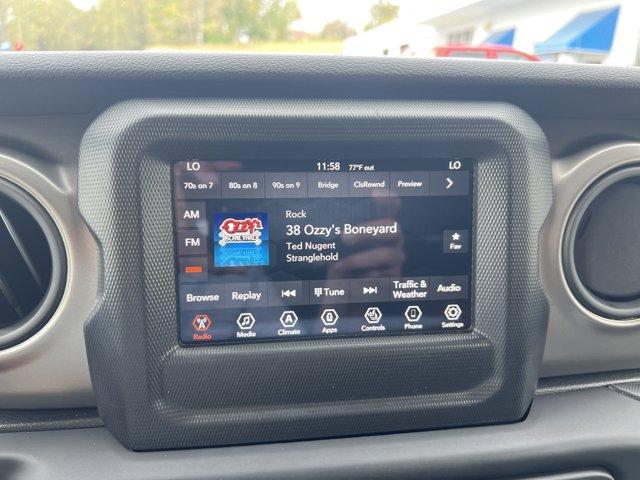 LO 11:58 77°F out LO
70s on 7 80s on 8 90s on 9 Bridge ClsRewnd Preview
AM
FM
OZZY'S
BONEYARD
Rock
38 Ozzy's Boneyard
Ted Nugent
Stranglehold
Fav
Browse Replay Tune Traffic & Weather Audio
Radio Media Climate Apps Controls Phone Settings